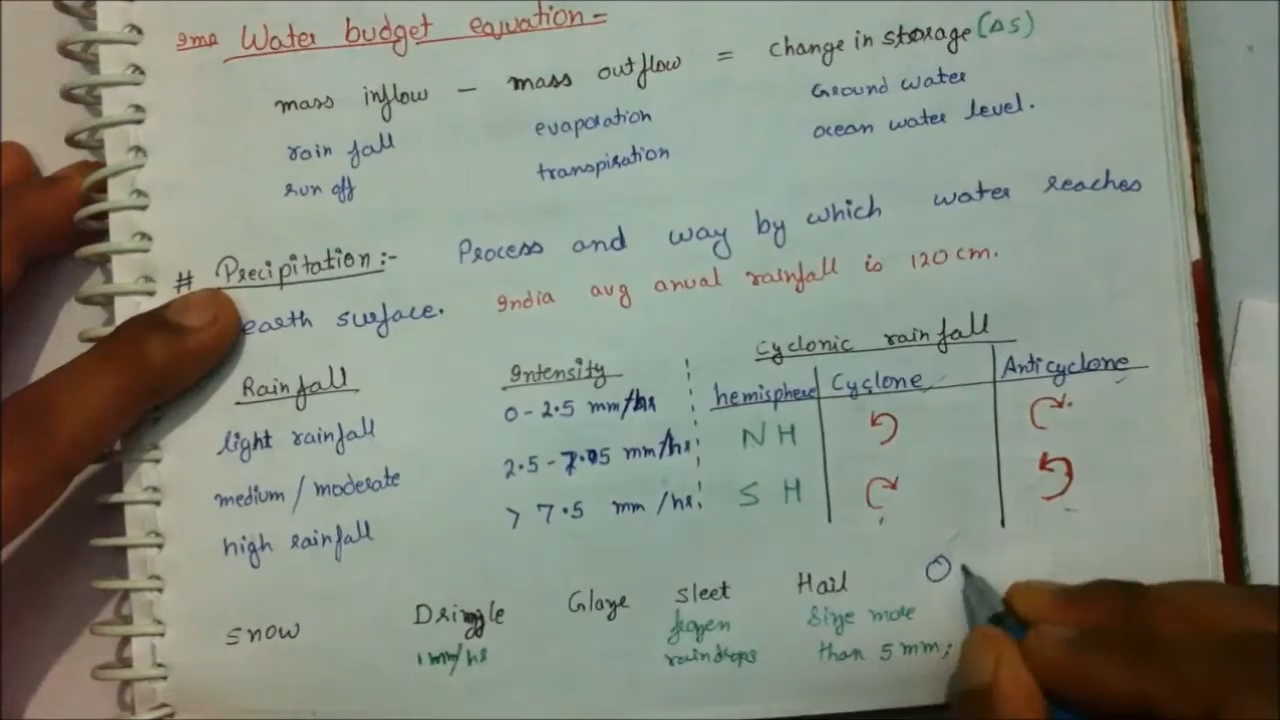 Imp Water budget equation =
mass inflow - mass outflow = change in storage (ΔS)
rain fall evaporation Ground water
run off transpiration ocean water level.
# Precipitation:- Process and way by which water reaches
earth surface. India avg anual rainfall is 120 cm.
Rainfall Intensity Cyclonic rainfall
light rainfall 0 - 2.5 mm/hr hemisphere Cyclone Anticyclone
medium / moderate 2.5 - 7.5 mm/hr NH
high rainfall > 7.5 mm/hr SH
snow Drizzle Glaze sleet Hail
1 mm/hr frozen size more
raindrops than 5 mm;